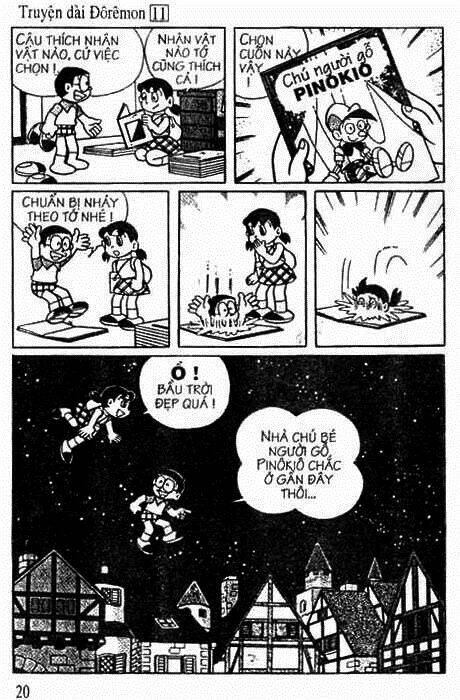 Truyện dài Đôrêmon 11
CẬU THÍCH NHÂN
VẬT NÀO, CỨ VIỆC
CHỌN !
NHÂN VẬT
NÀO TỚ
CŨNG THÍCH
CẢ !
CHỌN
CUỐN NÀY
VẬY
!
Chú người gỗ
PINÔKIÔ
CHUẨN BỊ NHẢY
THEO TỚ NHÉ !
Ồ !
BẦU TRỜI
ĐẸP QUÁ !
NHÀ CHÚ BÉ
NGƯỜI GỖ
PINÔKIÔ CHẮC
Ở GẦN ĐÂY
THÔI...
20